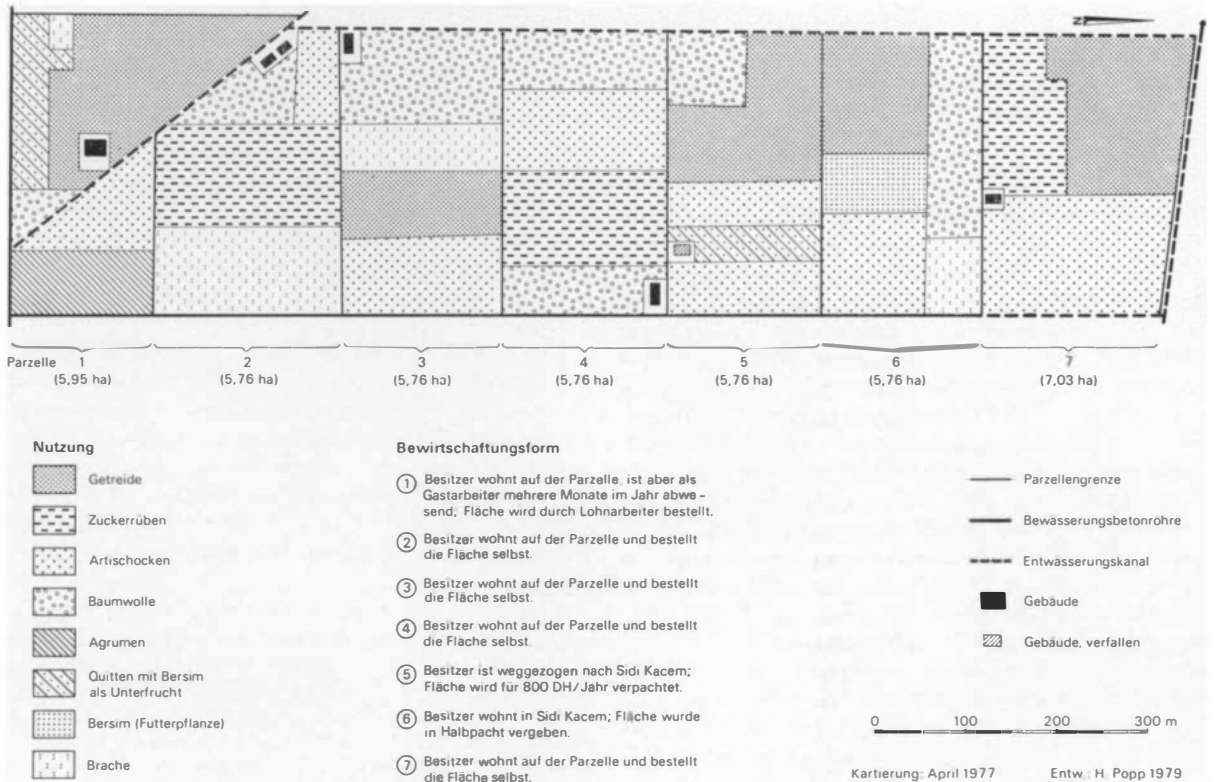 N
Parzelle 1 2 3 4 5 6 7
(5,95 ha) (5,76 ha) (5,76 ha) (5,76 ha) (5,76 ha) (5,76 ha) (7,03 ha)
Nutzung
Getreide
Zuckerrüben
Artischocken
Baumwolle
Agrumen
Quitten mit Bersim
als Unterfrucht
Bersim (Futterpflanze)
Brache
Bewirtschaftungsform
1 Besitzer wohnt auf der Parzelle, ist aber als
Gastarbeiter mehrere Monate im Jahr abwe-
send; Fläche wird durch Lohnarbeiter bestellt.
2 Besitzer wohnt auf der Parzelle und bestellt
die Fläche selbst.
3 Besitzer wohnt auf der Parzelle und bestellt
die Fläche selbst.
4 Besitzer wohnt auf der Parzelle und bestellt
die Fläche selbst.
5 Besitzer ist weggezogen nach Sidi Kacem;
Fläche wird für 800 DH/Jahr verpachtet.
6 Besitzer wohnt in Sidi Kacem; Fläche wurde
in Halbpacht vergeben.
7 Besitzer wohnt auf der Parzelle und bestellt
die Fläche selbst.
Parzellengrenze
Bewässerungsbetonröhre
Entwässerungskanal
Gebäude
Gebäude, verfallen
0 100 200 300 m
Kartierung: April 1977 Entw.: H. Popp 1979